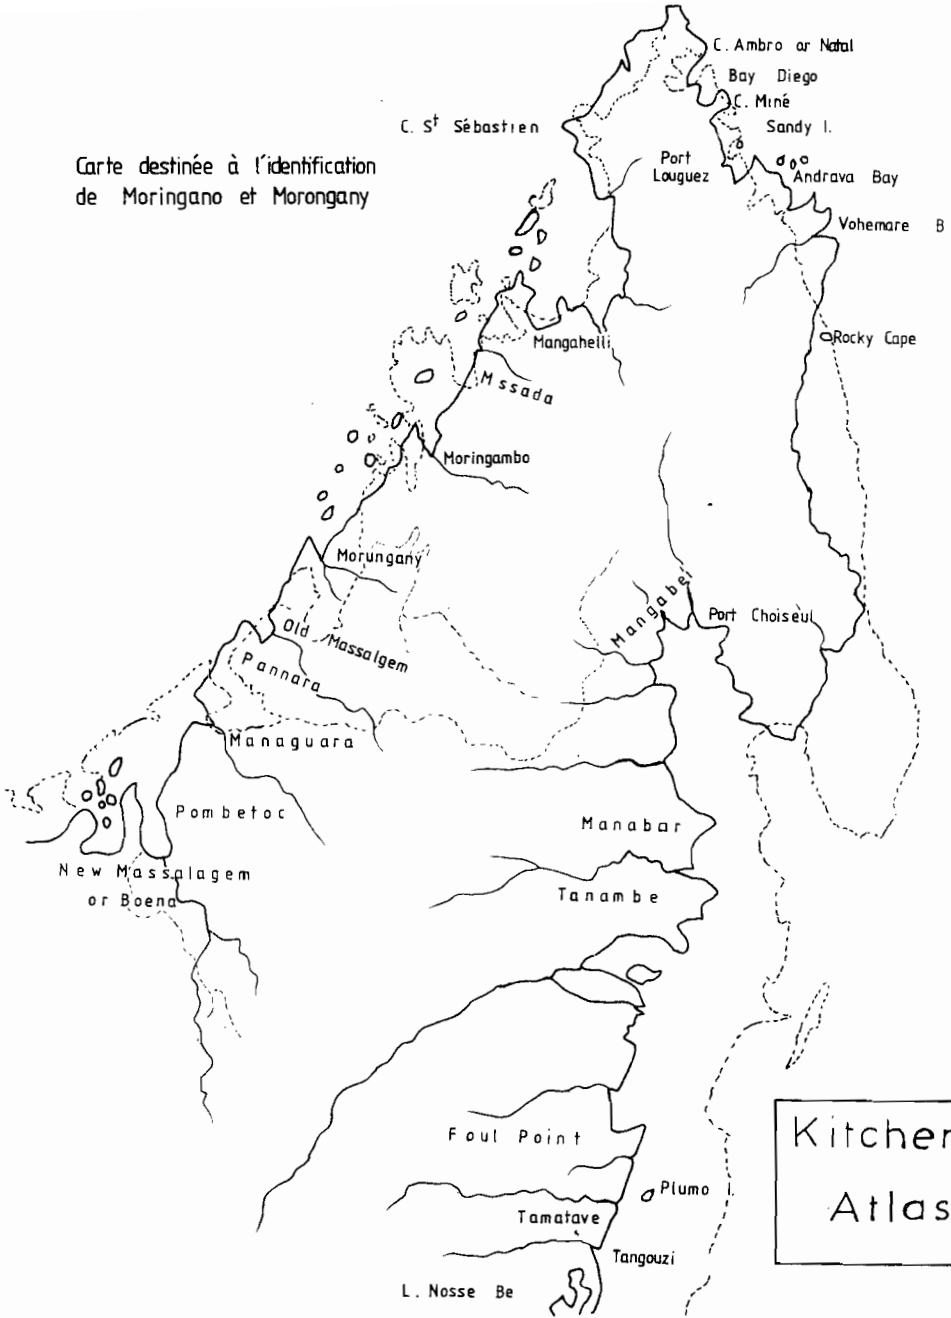 C. Ambro or Natal
Bay Diego
C. Miné
C. St Sébastien
Sandy I.
Carte destinée à l'identification
de Moringano et Morongany
Port
Louguez
Andrava Bay
Vohemare B
Mangahelli
Rocky Cape
Mssada
Moringambo
Morungany
Mangabei
Port Choiseul
Old Massalgem
Pannara
Managuara
Pombetoc
Manabar
New Massalagem
or Boena
Tanambe
Kitchen
Atlas
Foul Point
Plumo I.
Tamatave
Tangouzi
L. Nosse Be